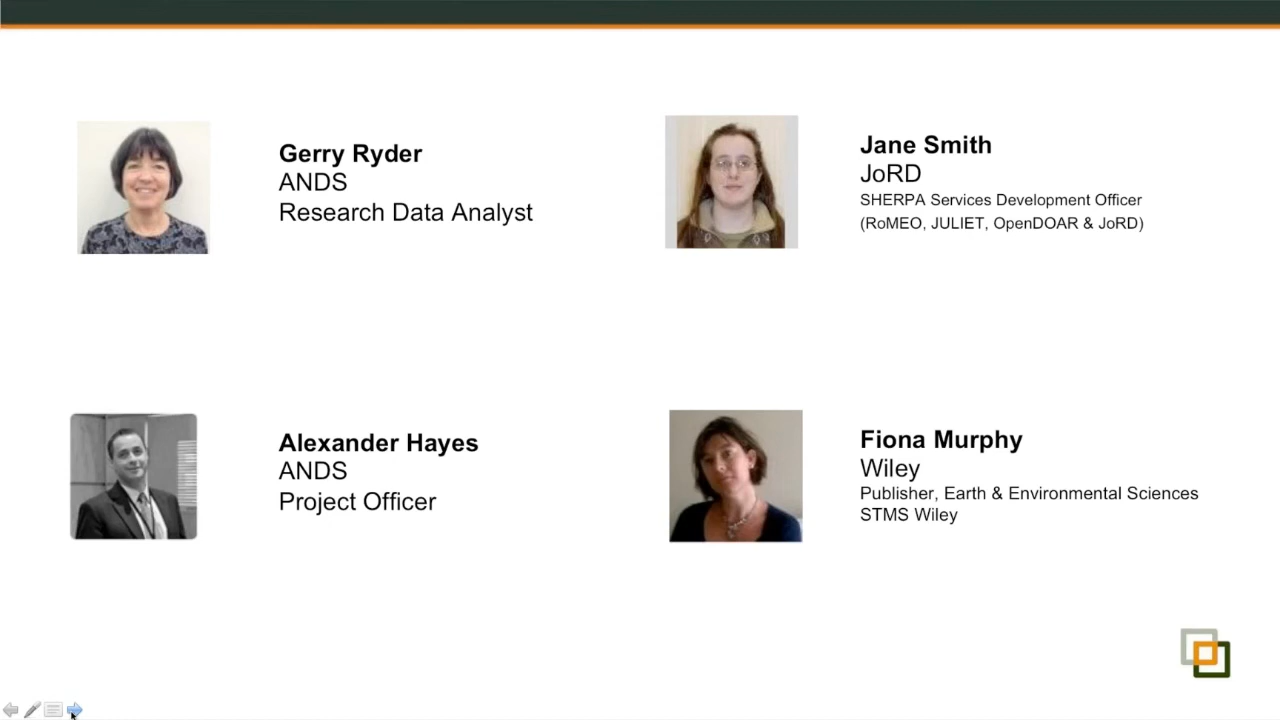 Gerry Ryder
ANDS
Research Data Analyst
Jane Smith
JoRD
SHERPA Services Development Officer
(RoMEO, JULIET, OpenDOAR & JoRD)
Alexander Hayes
ANDS
Project Officer
Fiona Murphy
Wiley
Publisher, Earth & Environmental Sciences
STMS Wiley